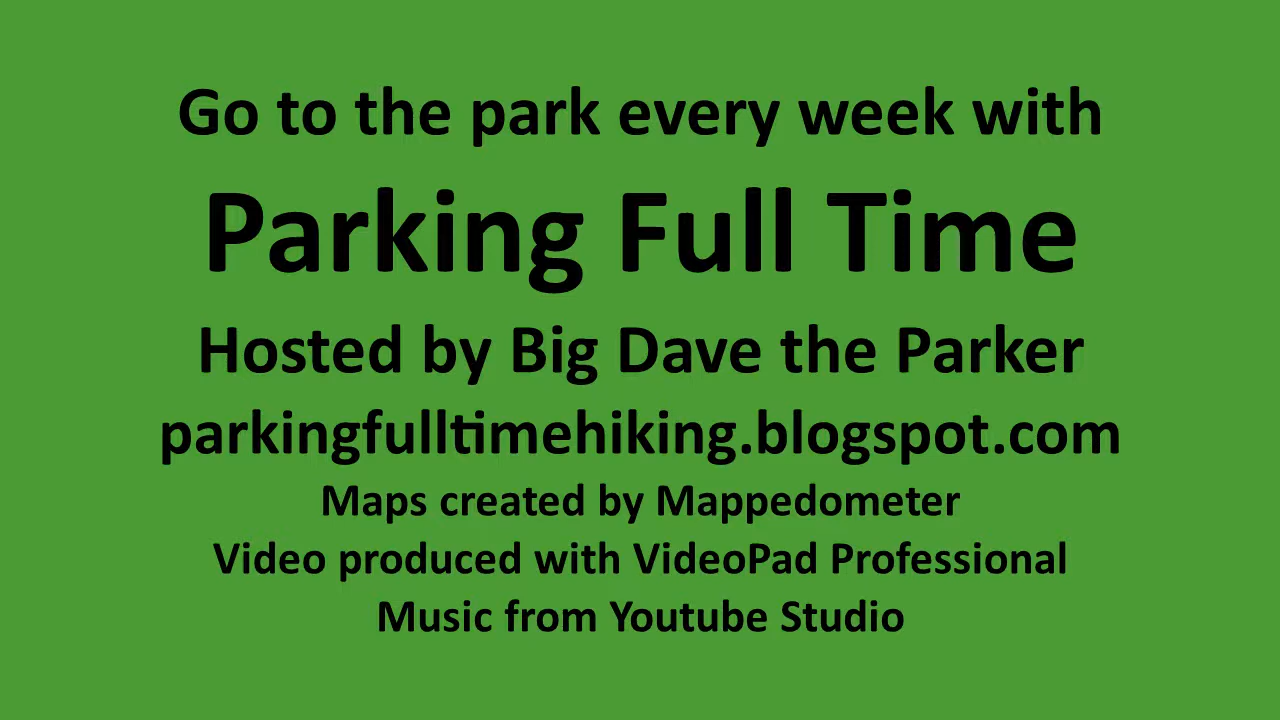 Go to the park every week with
Parking Full Time
Hosted by Big Dave the Parker
parkingfulltimehiking.blogspot.com
Maps created by Mappedometer
Video produced with VideoPad Professional
Music from Youtube Studio